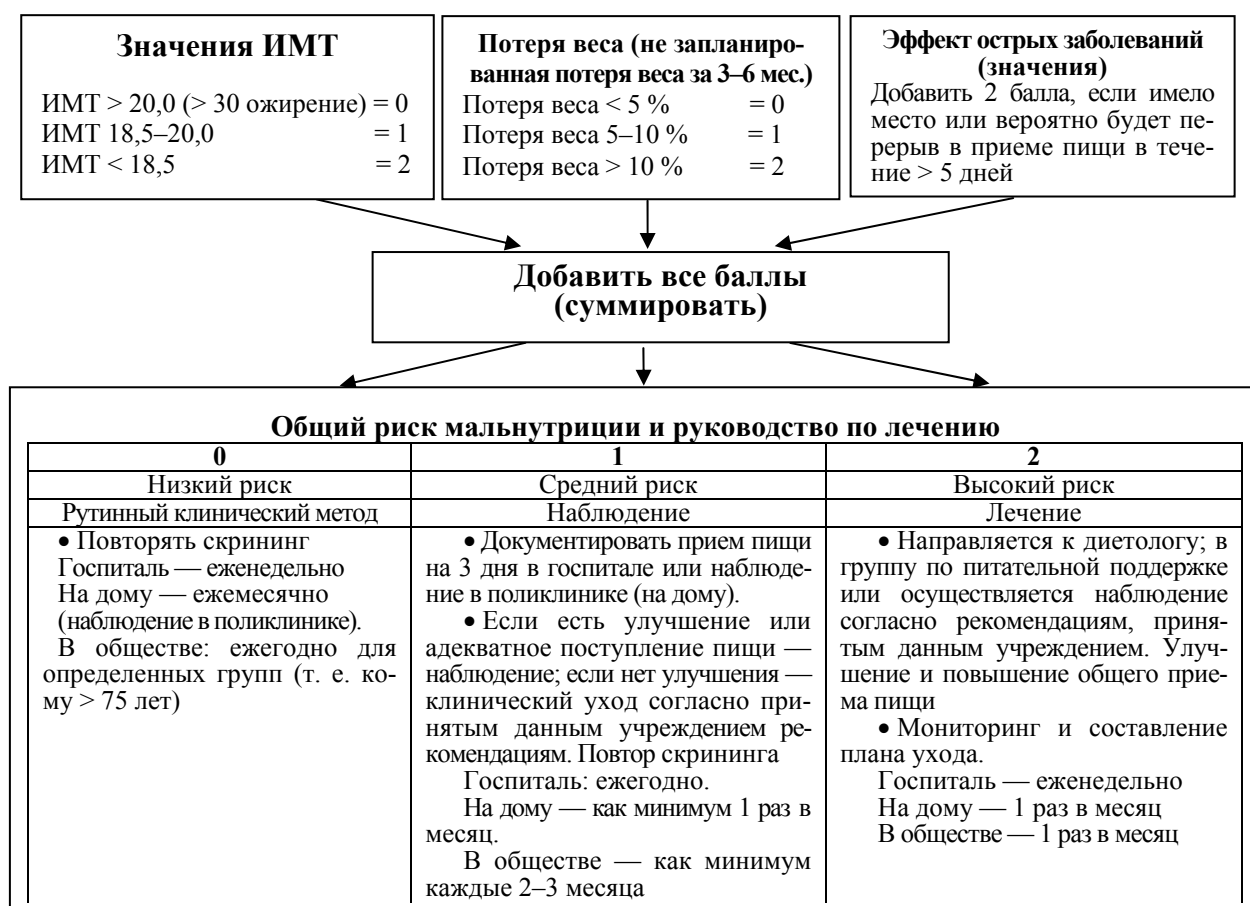 Значения ИМТ
ИМТ > 20,0 (> 30 ожирение) = 0
ИМТ 18,5–20,0 = 1
ИМТ < 18,5 = 2
Потеря веса (не запланиро-
ванная потеря веса за 3–6 мес.)
Потеря веса < 5 % = 0
Потеря веса 5–10 % = 1
Потеря веса > 10 % = 2
Эффект острых заболеваний
(значения)
Добавить 2 балла, если имело
место или вероятно будет пе-
рерыв в приеме пищи в тече-
ние > 5 дней
Добавить все баллы
(суммировать)
Общий риск мальнутриции и руководство по лечению
0
Низкий риск
Рутинный клинический метод
• Повторять скрининг
Госпиталь — еженедельно
На дому — ежемесячно
(наблюдение в поликлинике).
В обществе: ежегодно для
определенных групп (т. е. ко-
му > 75 лет)
1
Средний риск
Наблюдение
• Документировать прием пищи
на 3 дня в госпитале или наблюде-
ние в поликлинике (на дому).
• Если есть улучшение или
адекватное поступление пищи —
наблюдение; если нет улучшения —
клинический уход согласно при-
нятым данным учреждением ре-
комендациям. Повтор скрининга
Госпиталь: ежегодно.
На дому — как минимум 1 раз в
месяц.
В обществе — как минимум
каждые 2–3 месяца
2
Высокий риск
Лечение
• Направляется к диетологу; в
группу по питательной поддержке
или осуществляется наблюдение
согласно рекомендациям, приня-
тым данным учреждением. Улуч-
шение и повышение общего прие-
ма пищи
• Мониторинг и составление
плана ухода.
Госпиталь — еженедельно
На дому — 1 раз в месяц
В обществе — 1 раз в месяц